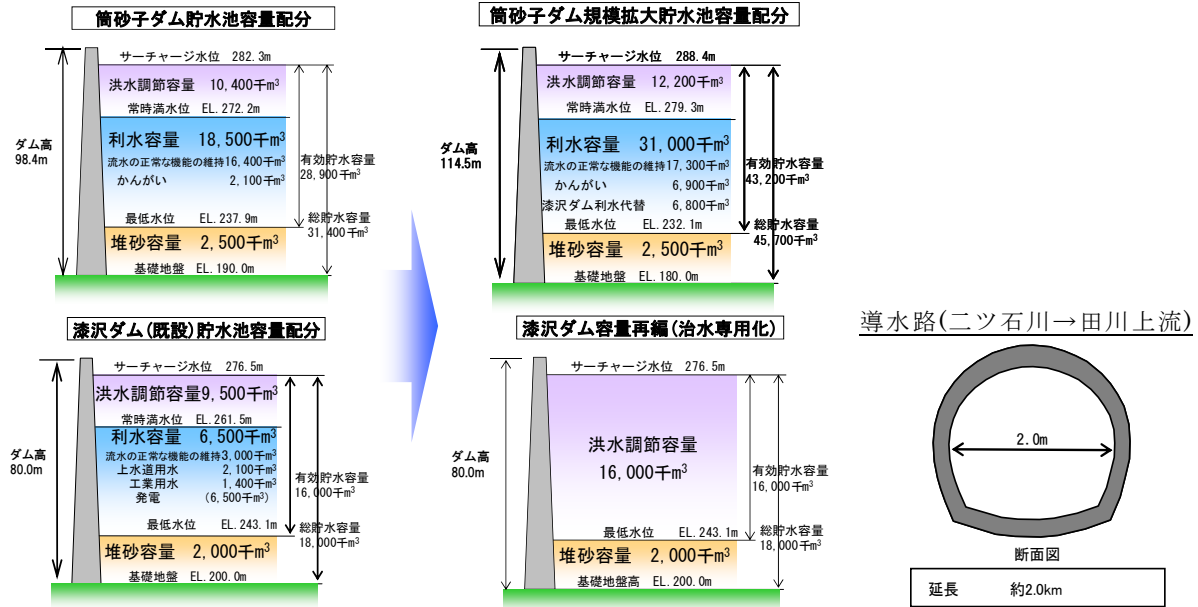 筒砂子ダム貯水池容量配分
サーチャージ水位 282.3m
洪水調節容量 10,400千m³
常時満水位 EL.272.2m
ダム高
98.4m
利水容量 18,500千m³
流水の正常な機能の維持16,400千m³
かんがい 2,100千m³
有効貯水容量
28,900千m³
最低水位 EL.237.9m
総貯水容量
31,400千m³
堆砂容量 2,500千m³
基礎地盤 EL.190.0m
筒砂子ダム規模拡大貯水池容量配分
サーチャージ水位 288.4m
洪水調節容量 12,200千m³
常時満水位 EL.279.3m
ダム高
114.5m
利水容量 31,000千m³
流水の正常な機能の維持17,300千m³
かんがい 6,900千m³
漆沢ダム利水代替 6,800千m³
有効貯水容量
43,200千m³
最低水位 EL.232.1m
総貯水容量
45,700千m³
堆砂容量 2,500千m³
基礎地盤 EL.180.0m
漆沢ダム(既設)貯水池容量配分
サーチャージ水位 276.5m
洪水調節容量9,500千m³
常時満水位 EL.261.5m
ダム高
80.0m
利水容量 6,500千m³
流水の正常な機能の維持3,000千m³
上水道用水 2,100千m³
工業用水 1,400千m³
発電 (6,500千m³)
有効貯水容量
16,000千m³
最低水位 EL.243.1m
総貯水容量
18,000千m³
堆砂容量 2,000千m³
基礎地盤 EL.200.0m
漆沢ダム容量再編(治水専用化)
サーチャージ水位 276.5m
ダム高
80.0m
洪水調節容量
16,000千m³
有効貯水容量
16,000千m³
最低水位 EL.243.1m
総貯水容量
18,000千m³
堆砂容量 2,000千m³
基礎地盤高 EL.200.0m
導水路(二ツ石川→田川上流)
2.0m
断面図
延長 約2.0km